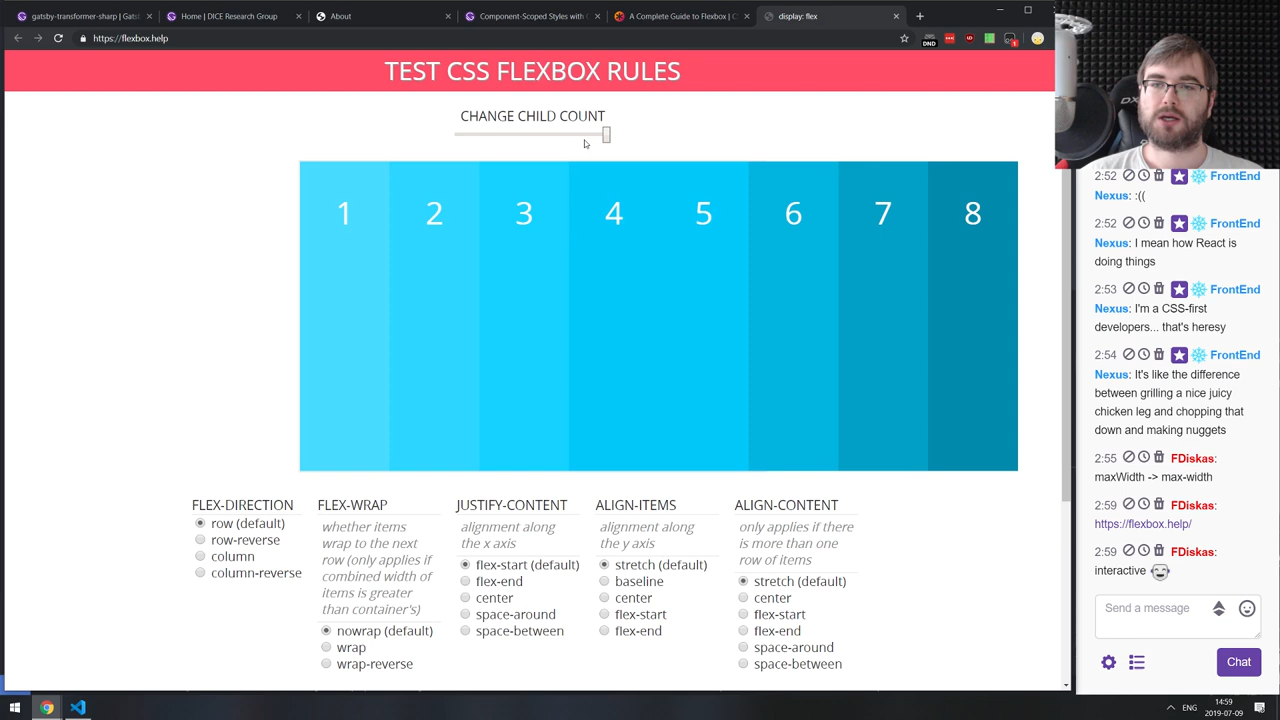 gatsby-transformer-sharp | Gatsl
Home | DICE Research Group
About
Component-Scoped Styles with
A Complete Guide to Flexbox | C
display: flex
https://flexbox.help
DND
TEST CSS FLEXBOX RULES
CHANGE CHILD COUNT
1 2 3 4 5 6 7 8
FLEX-DIRECTION
row (default)
row-reverse
column
column-reverse
FLEX-WRAP
whether items
wrap to the next
row (only applies if
combined width of
items is greater
than container's)
nowrap (default)
wrap
wrap-reverse
JUSTIFY-CONTENT
alignment along
the x axis
flex-start (default)
flex-end
center
space-around
space-between
ALIGN-ITEMS
alignment along
the y axis
stretch (default)
baseline
center
flex-start
flex-end
ALIGN-CONTENT
only applies if there
is more than one
row of items
stretch (default)
center
flex-start
flex-end
space-around
space-between
2:52 FrontEnd
Nexus: :((
2:52 FrontEnd
Nexus: I mean how React is
doing things
2:53 FrontEnd
Nexus: I'm a CSS-first
developers... that's heresy
2:54 FrontEnd
Nexus: It's like the difference
between grilling a nice juicy
chicken leg and chopping that
down and making nuggets
2:55 FDiskas:
maxWidth -> max-width
2:59 FDiskas:
https://flexbox.help/
2:59 FDiskas:
interactive
Send a message
Chat
ENG
14:59
2019-07-09